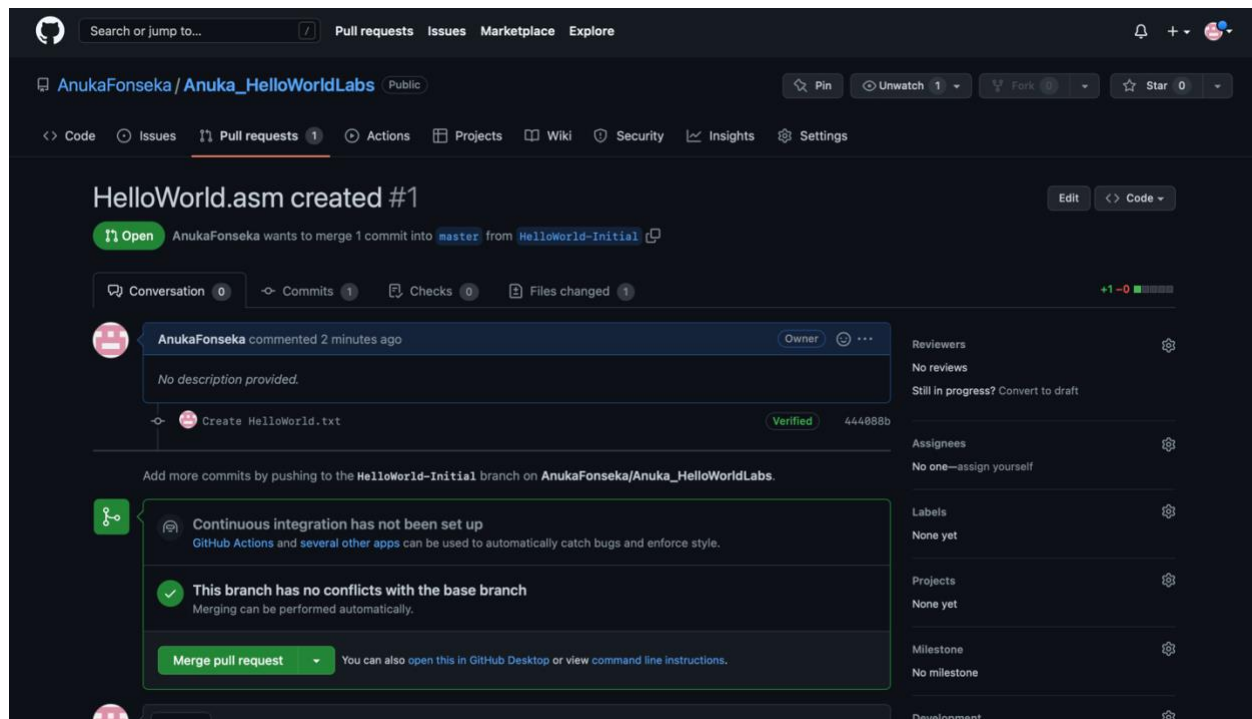 Search or jump to... /
Pull requests Issues Marketplace Explore
AnukaFonseka / Anuka_HelloWorldLabs Public
Pin
Unwatch 1
Fork 0
Star 0
Code
Issues
Pull requests 1
Actions
Projects
Wiki
Security
Insights
Settings
HelloWorld.asm created #1
Edit
<> Code
Open AnukaFonseka wants to merge 1 commit into master from HelloWorld-Initial
Conversation 0
Commits 1
Checks 0
Files changed 1
+1 −0
AnukaFonseka commented 2 minutes ago
Owner
No description provided.
Create HelloWorld.txt
Verified 444088b
Add more commits by pushing to the HelloWorld-Initial branch on AnukaFonseka/Anuka_HelloWorldLabs.
Continuous integration has not been set up
GitHub Actions and several other apps can be used to automatically catch bugs and enforce style.
This branch has no conflicts with the base branch
Merging can be performed automatically.
Merge pull request
You can also open this in GitHub Desktop or view command line instructions.
Reviewers
No reviews
Still in progress? Convert to draft
Assignees
No one—assign yourself
Labels
None yet
Projects
None yet
Milestone
No milestone
Development